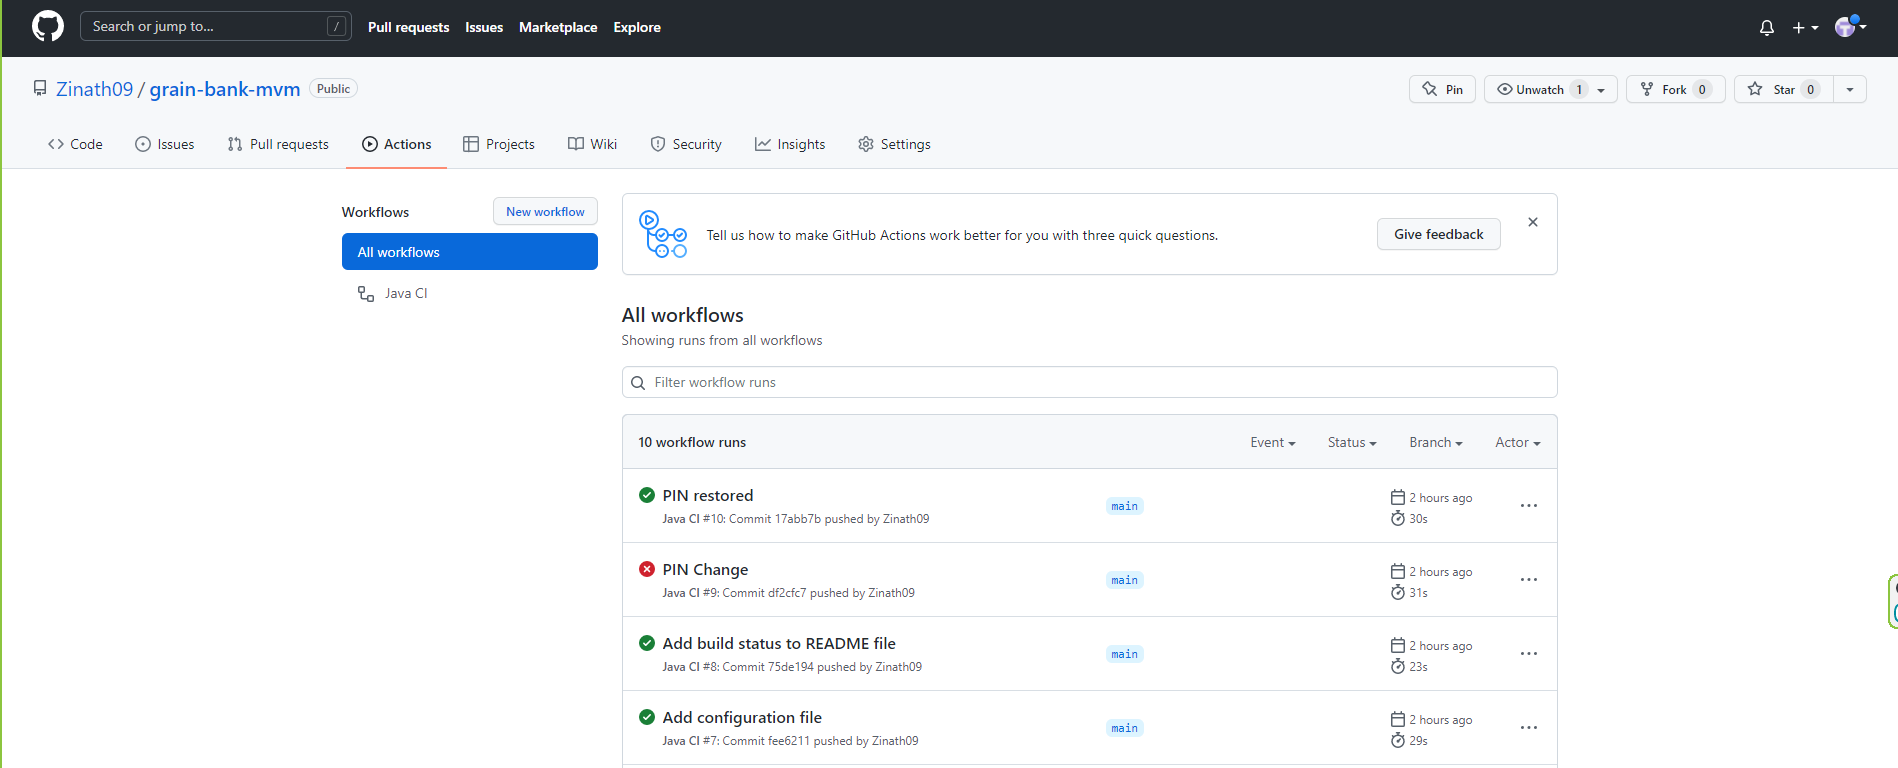 Search or jump to... /
Pull requests Issues Marketplace Explore
Zinath09 / grain-bank-mvm Public
Pin Unwatch 1 Fork 0 Star 0
Code Issues Pull requests Actions Projects Wiki Security Insights Settings
Workflows New workflow
All workflows
Java CI
Tell us how to make GitHub Actions work better for you with three quick questions. Give feedback
All workflows
Showing runs from all workflows
Filter workflow runs
10 workflow runs Event Status Branch Actor
PIN restored
Java CI #10: Commit 17abb7b pushed by Zinath09
main
2 hours ago
30s
PIN Change
Java CI #9: Commit df2cfc7 pushed by Zinath09
main
2 hours ago
31s
Add build status to README file
Java CI #8: Commit 75de194 pushed by Zinath09
main
2 hours ago
23s
Add configuration file
Java CI #7: Commit fee6211 pushed by Zinath09
main
2 hours ago
29s